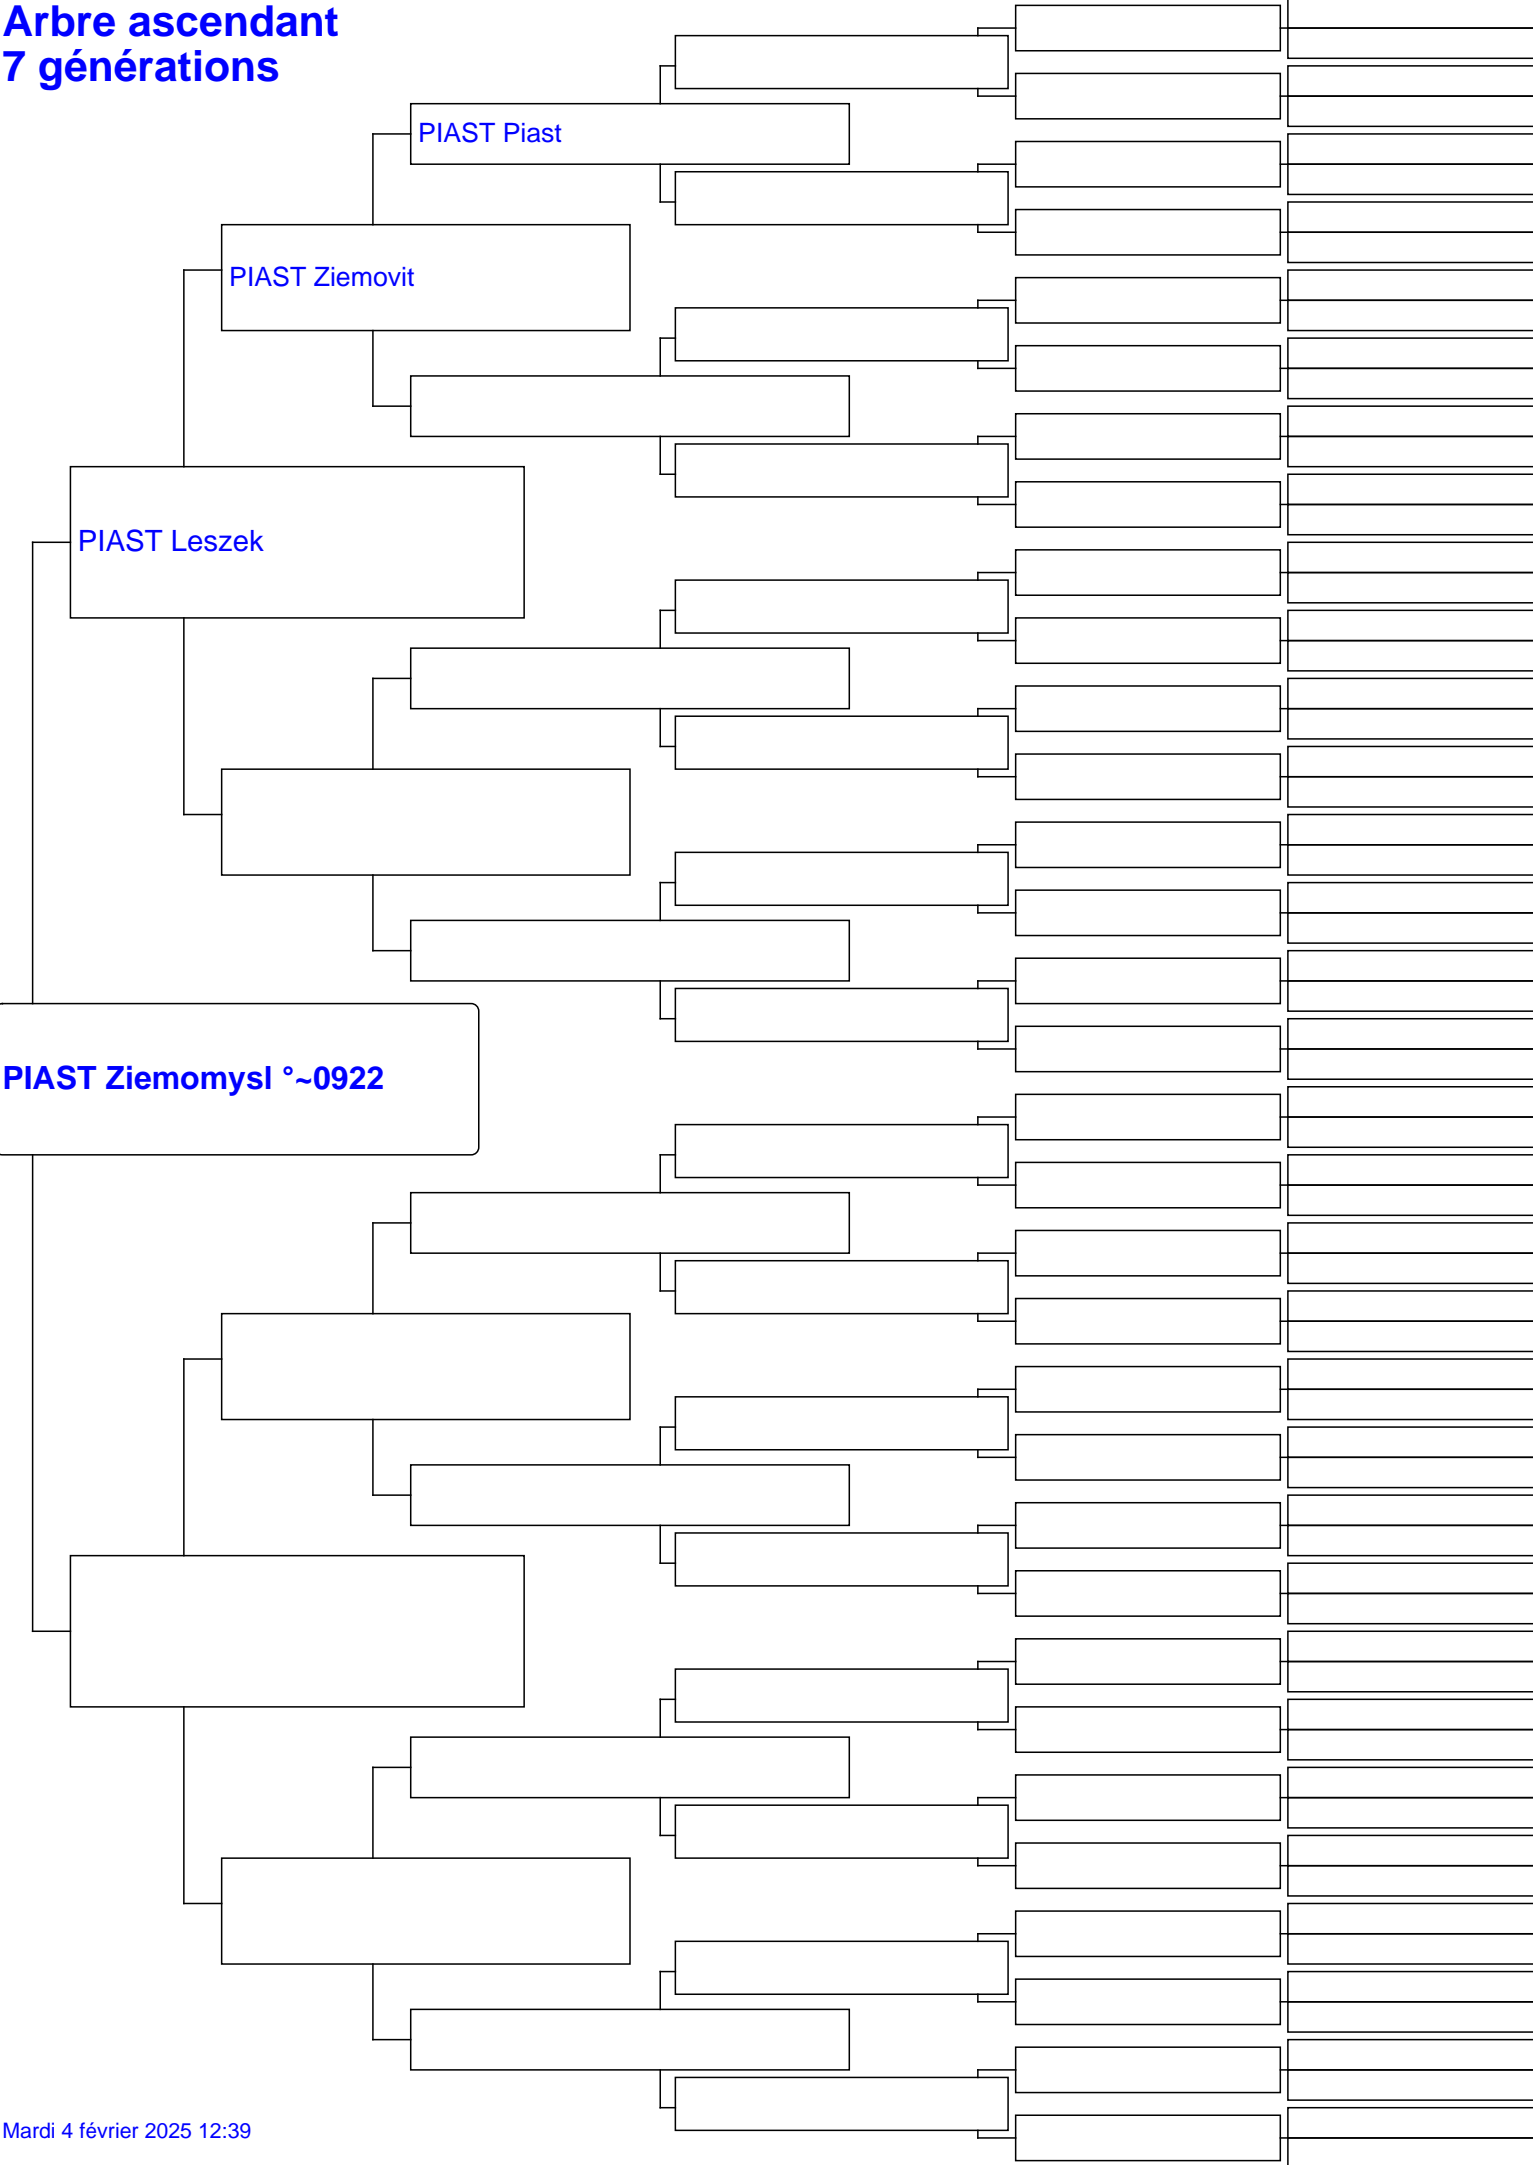 Arbre ascendant
7 générations
PIAST Piast
PIAST Ziemovit
PIAST Leszek
PIAST Ziemomysl °~0922
Mardi 4 février 2025 12:39